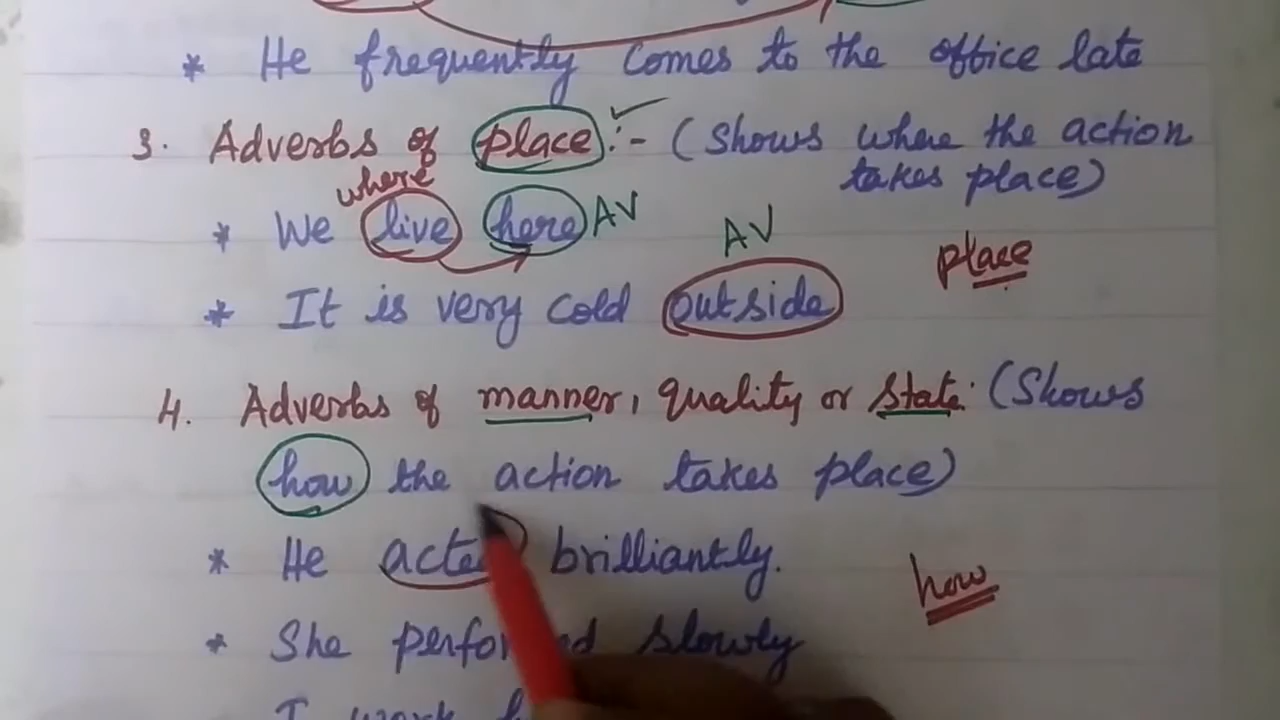 * He frequently comes to the office late
3. Adverbs of place :- (shows where the action
takes place)
where
* We live here AV
AV
place
* It is very cold outside
4. Adverbs of manner, quality or state: (Shows
how the action takes place)
* He acted brilliantly.
how
* She slowly
I work